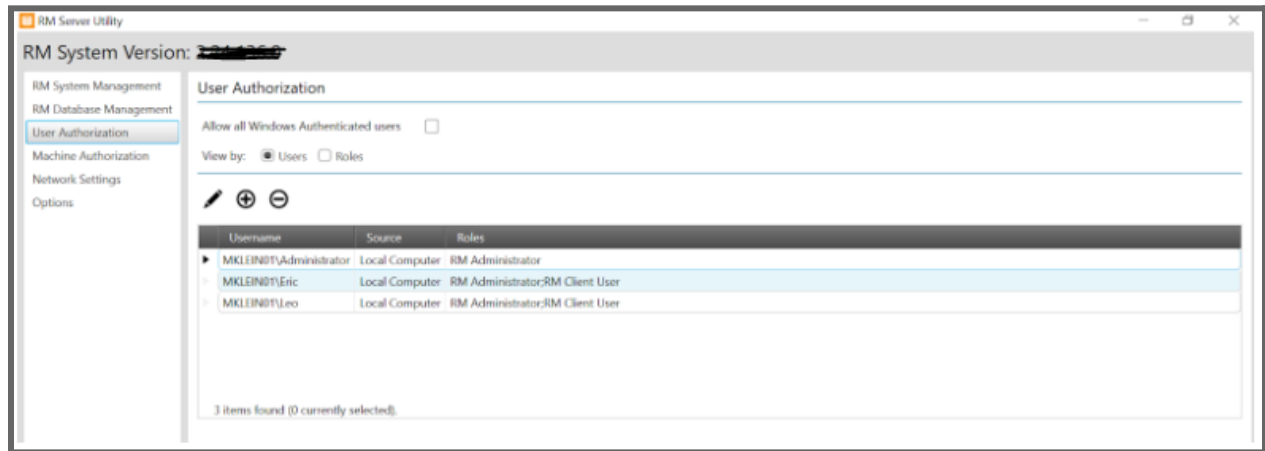 RM Server Utility
RM System Version:
RM System Management
RM Database Management
User Authorization
Machine Authorization
Network Settings
Options
User Authorization
Allow all Windows Authenticated users
View by: Users Roles
Username Source Roles
MKLEIN01\Administrator Local Computer RM Administrator
MKLEIN01\Eric Local Computer RM Administrator;RM Client User
MKLEIN01\Leo Local Computer RM Administrator;RM Client User
3 items found (0 currently selected).